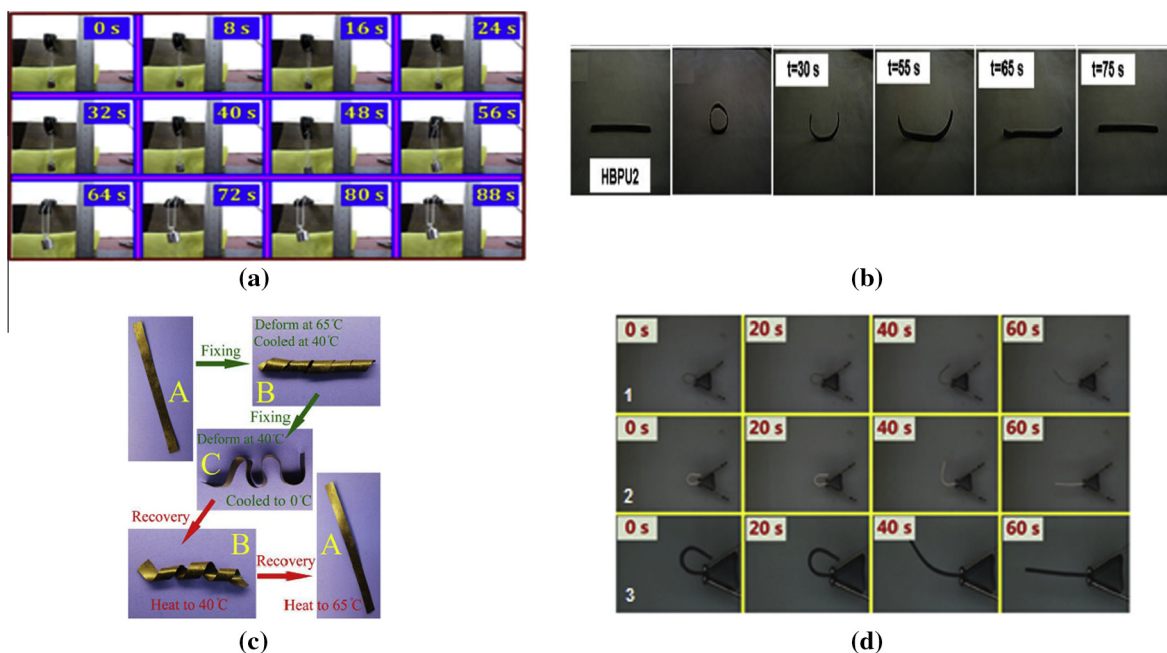 0 s 8 s 16 s 24 s
32 s 40 s 48 s 56 s
64 s 72 s 80 s 88 s
(a)
t=30 s t=55 s t=65 s t=75 s
HBPU2
(b)
A
Fixing
Deform at 65℃
Cooled at 40℃
B
Fixing
Deform at 40℃
C
Cooled to 0℃
Recovery
B
Heat to 40℃
Recovery
A
Heat to 65℃
(c)
0 s 20 s 40 s 60 s
1
0 s 20 s 40 s 60 s
2
0 s 20 s 40 s 60 s
3
(d)